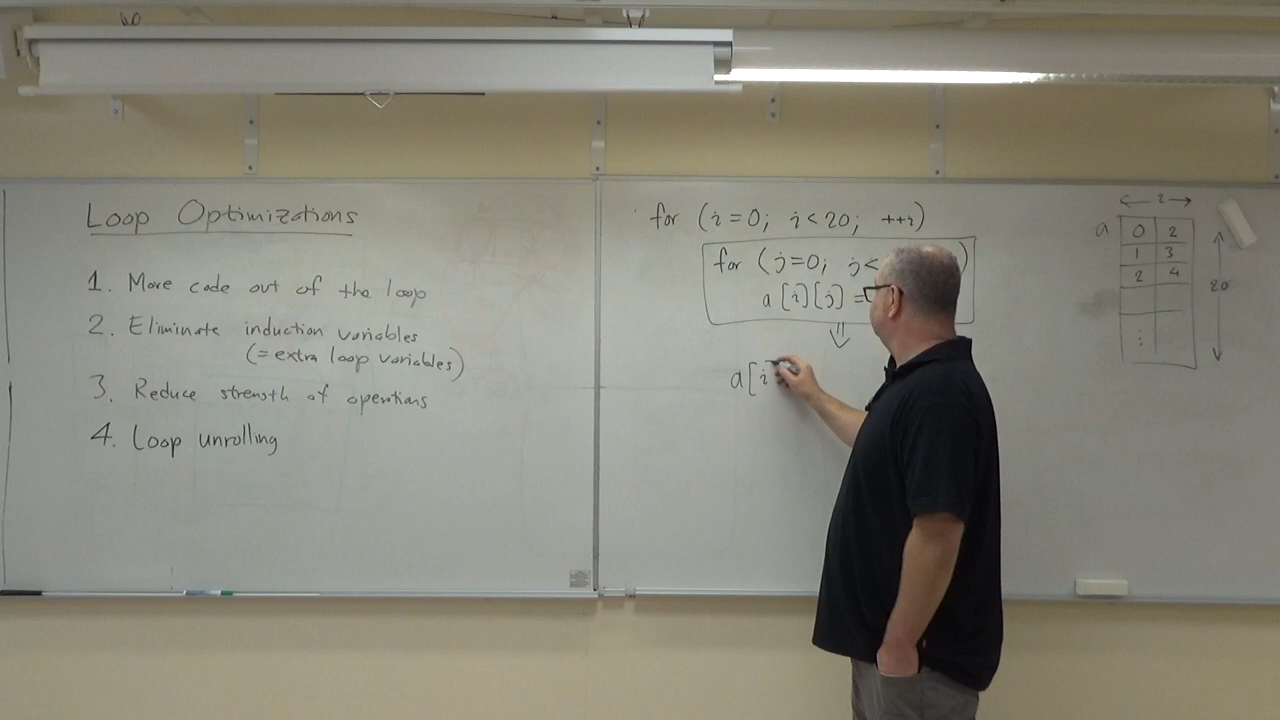 Loop Optimizations
1. Move code out of the loop
2. Eliminate induction variables
(= extra loop variables)
3. Reduce strength of operations
4. Loop unrolling
for (i=0; i<20; ++i)
for (j=0; j< )
a[i][j] =
a[i
2
a
0 2
1 3
2 4
⋮
20